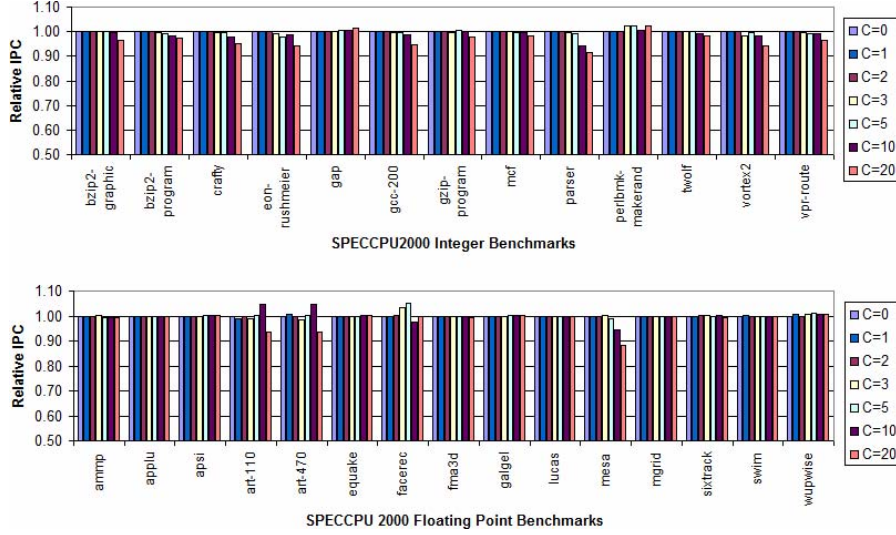 1.10
1.00
0.90
0.80
0.70
0.60
0.50
Relative IPC
bzip2-
graphic
bzip2-
program
crafty
eon-
rushmeier
gap
gcc-200
gzip-
program
mcf
parser
perlbmk-
makerand
twolf
vortex2
vpr-route
SPECCPU2000 Integer Benchmarks
C=0
C=1
C=2
C=3
C=5
C=10
C=20
1.10
1.00
0.90
0.80
0.70
0.60
0.50
Relative IPC
ammp
applu
apsi
art-110
art-470
equake
facerec
fma3d
galgel
lucas
mesa
mgrid
sixtrack
swim
wupwise
SPECCPU 2000 Floating Point Benchmarks
C=0
C=1
C=2
C=3
C=5
C=10
C=20